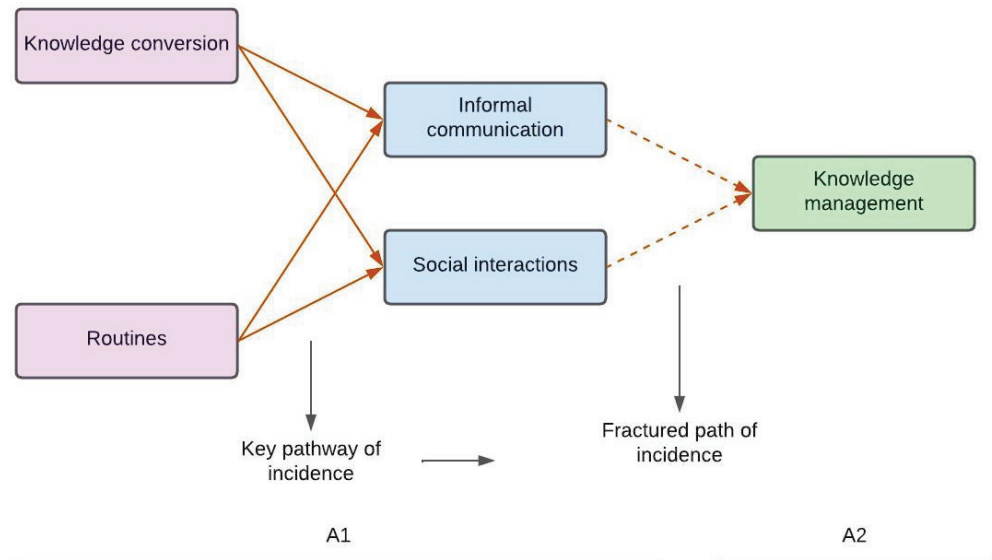 Knowledge conversion
Informal
communication
Knowledge
management
Social interactions
Routines
Key pathway of
incidence
Fractured path of
incidence
A1
A2